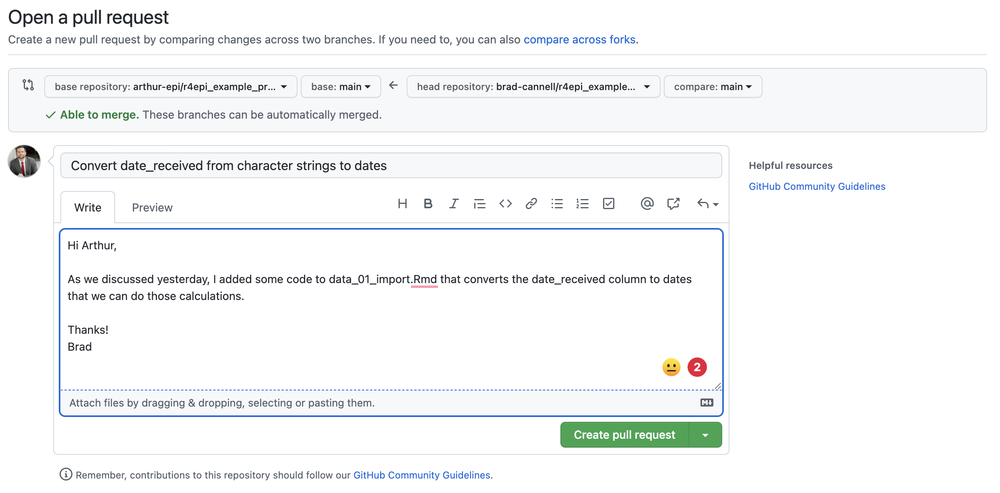 Open a pull request
Create a new pull request by comparing changes across two branches. If you need to, you can also compare across forks.
base repository: arthur-epi/r4epi_example_pr... base: main head repository: brad-cannell/r4epi_example... compare: main
Able to merge. These branches can be automatically merged.
Convert date_received from character strings to dates
Helpful resources
GitHub Community Guidelines
Write Preview
Hi Arthur,
As we discussed yesterday, I added some code to data_01_import.Rmd that converts the date_received column to dates
that we can do those calculations.
Thanks!
Brad
2
Attach files by dragging & dropping, selecting or pasting them.
Create pull request
Remember, contributions to this repository should follow our GitHub Community Guidelines.